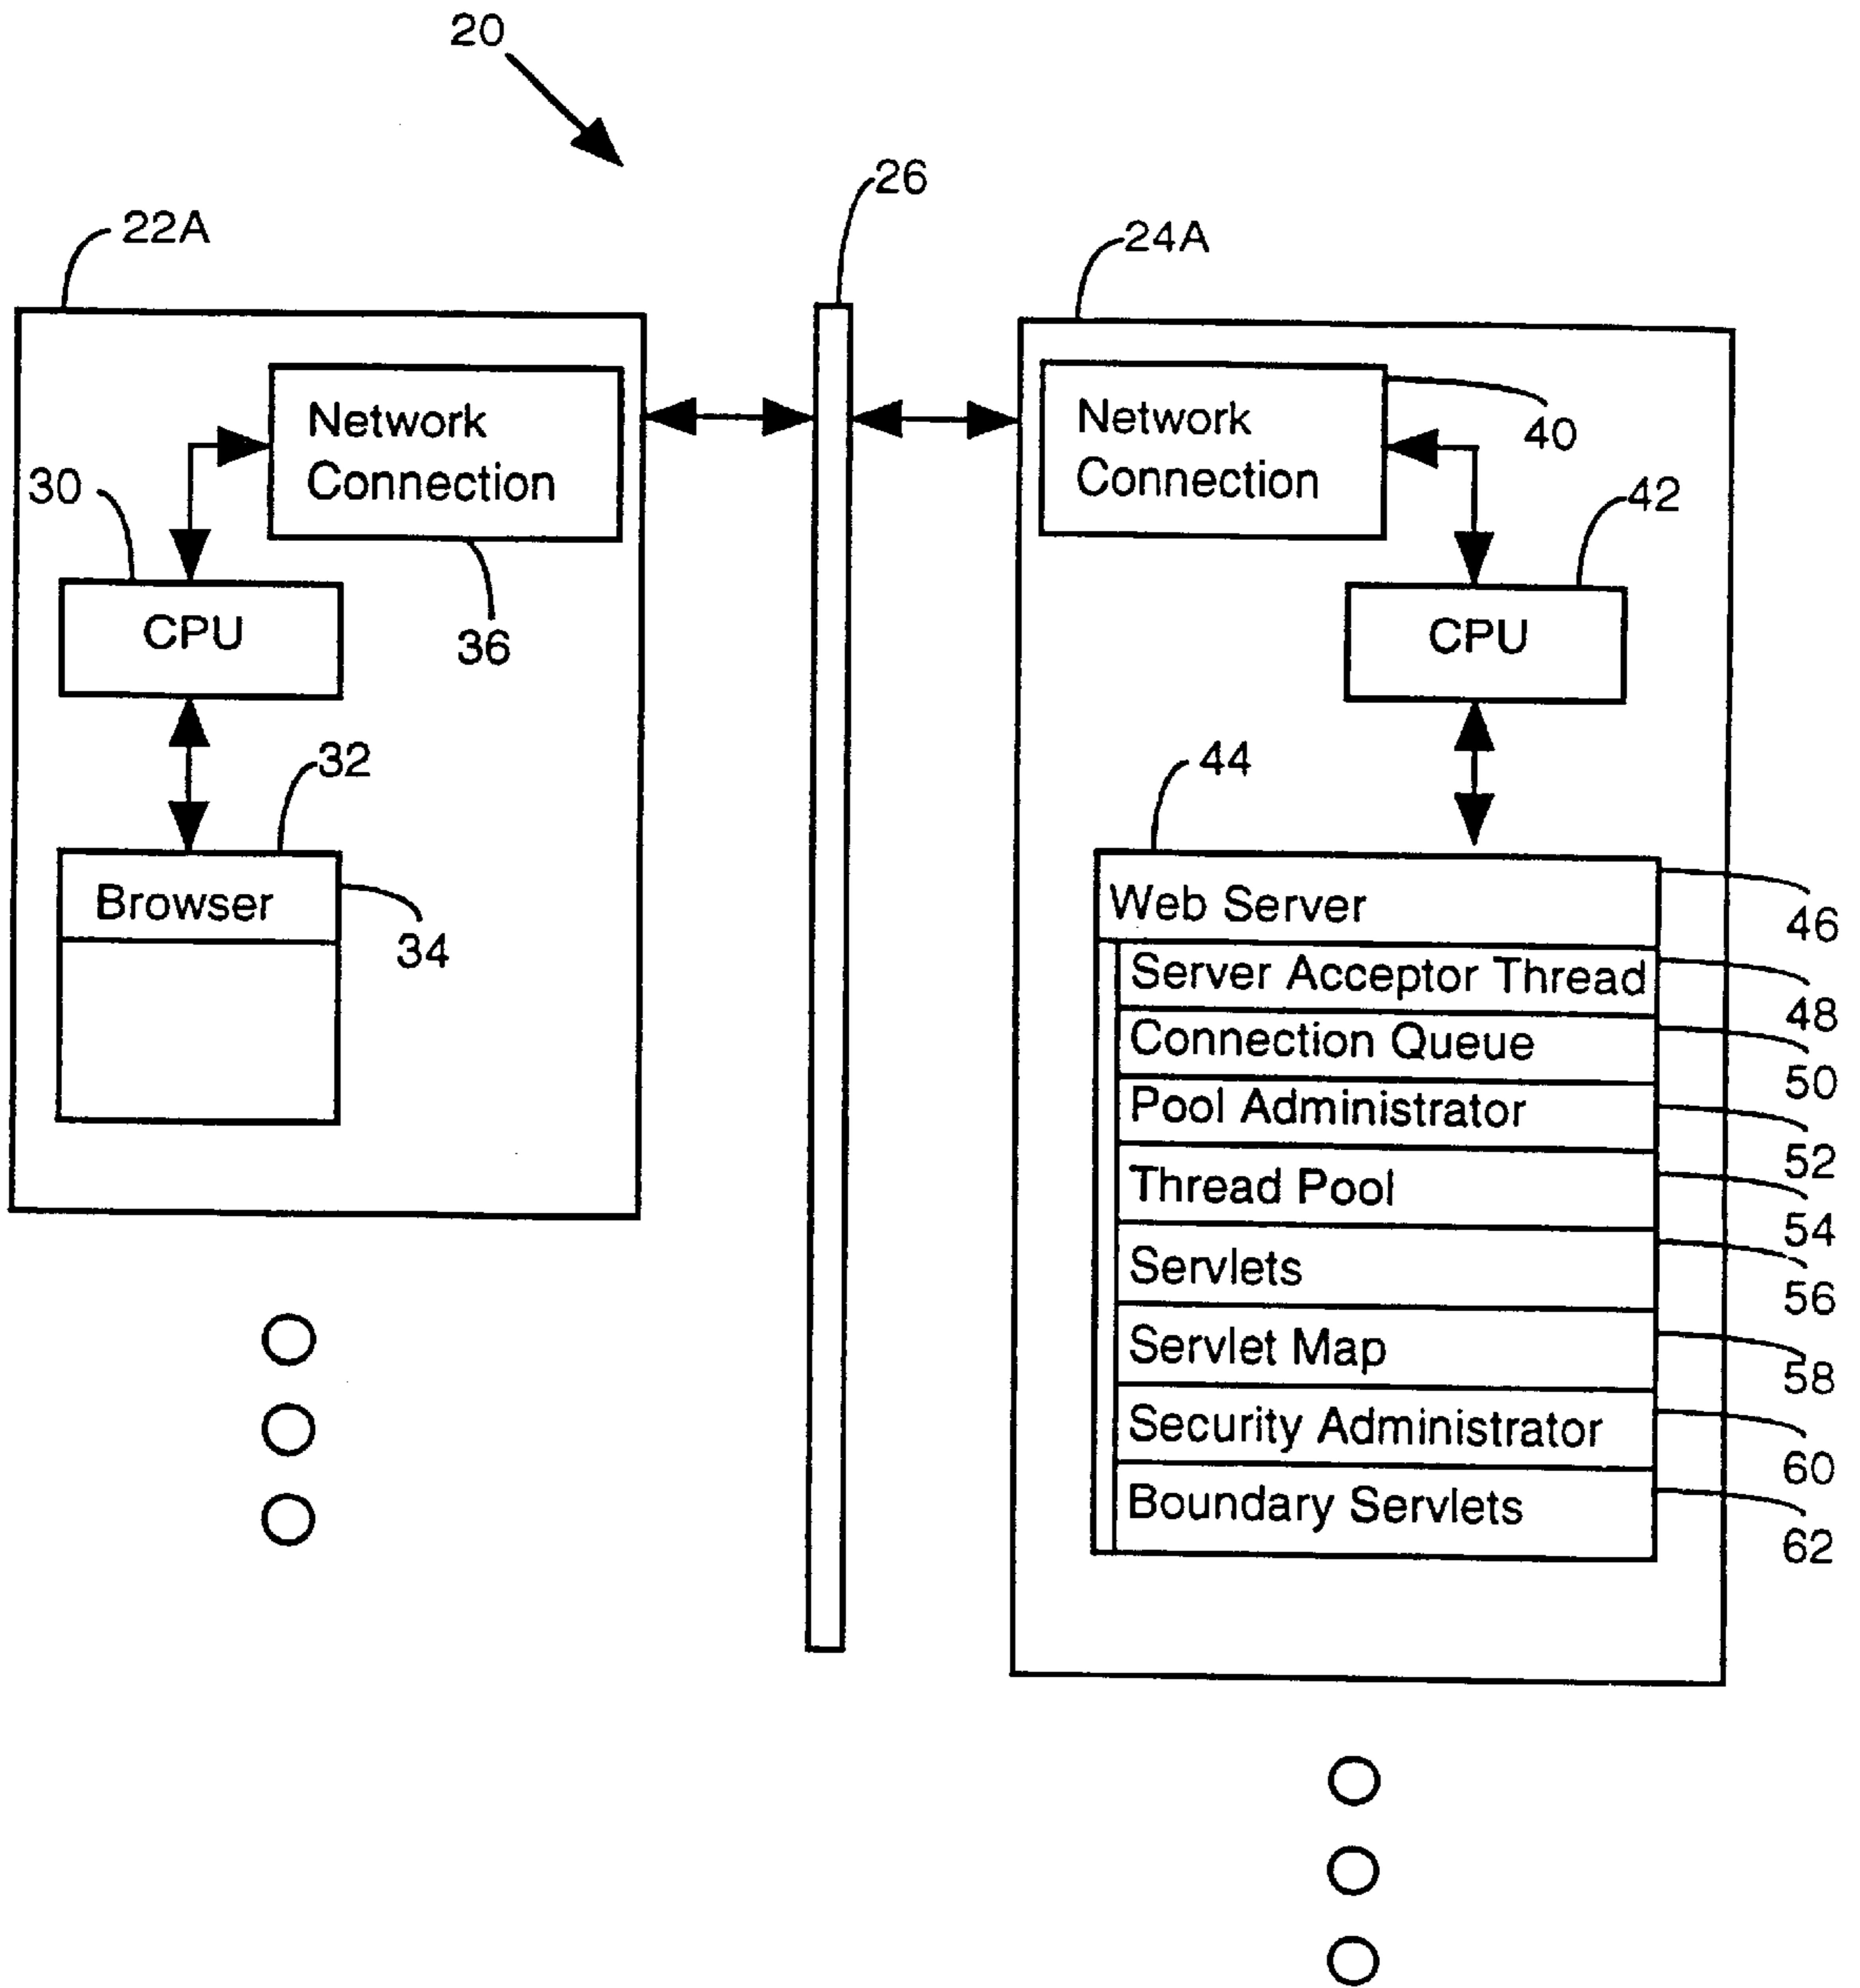 20
26
22A
24A
Network
Connection
Network
Connection
40
30
42
CPU
36
CPU
32
44
Browser
34
Web Server
46
Server Acceptor Thread
48
Connection Queue
50
Pool Administrator
52
Thread Pool
54
Servlets
56
Servlet Map
58
Security Administrator
60
Boundary Servlets
62